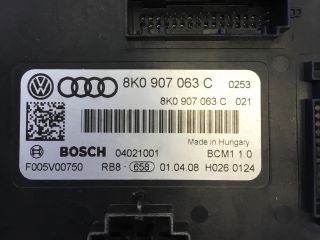 8K0 907 063 C 0253
8K0 907 063 C 021
Made in Hungary
BOSCH 04021001 BCM1 1.0
F005V00750 RB8- 658 01.04.08 H026 0124